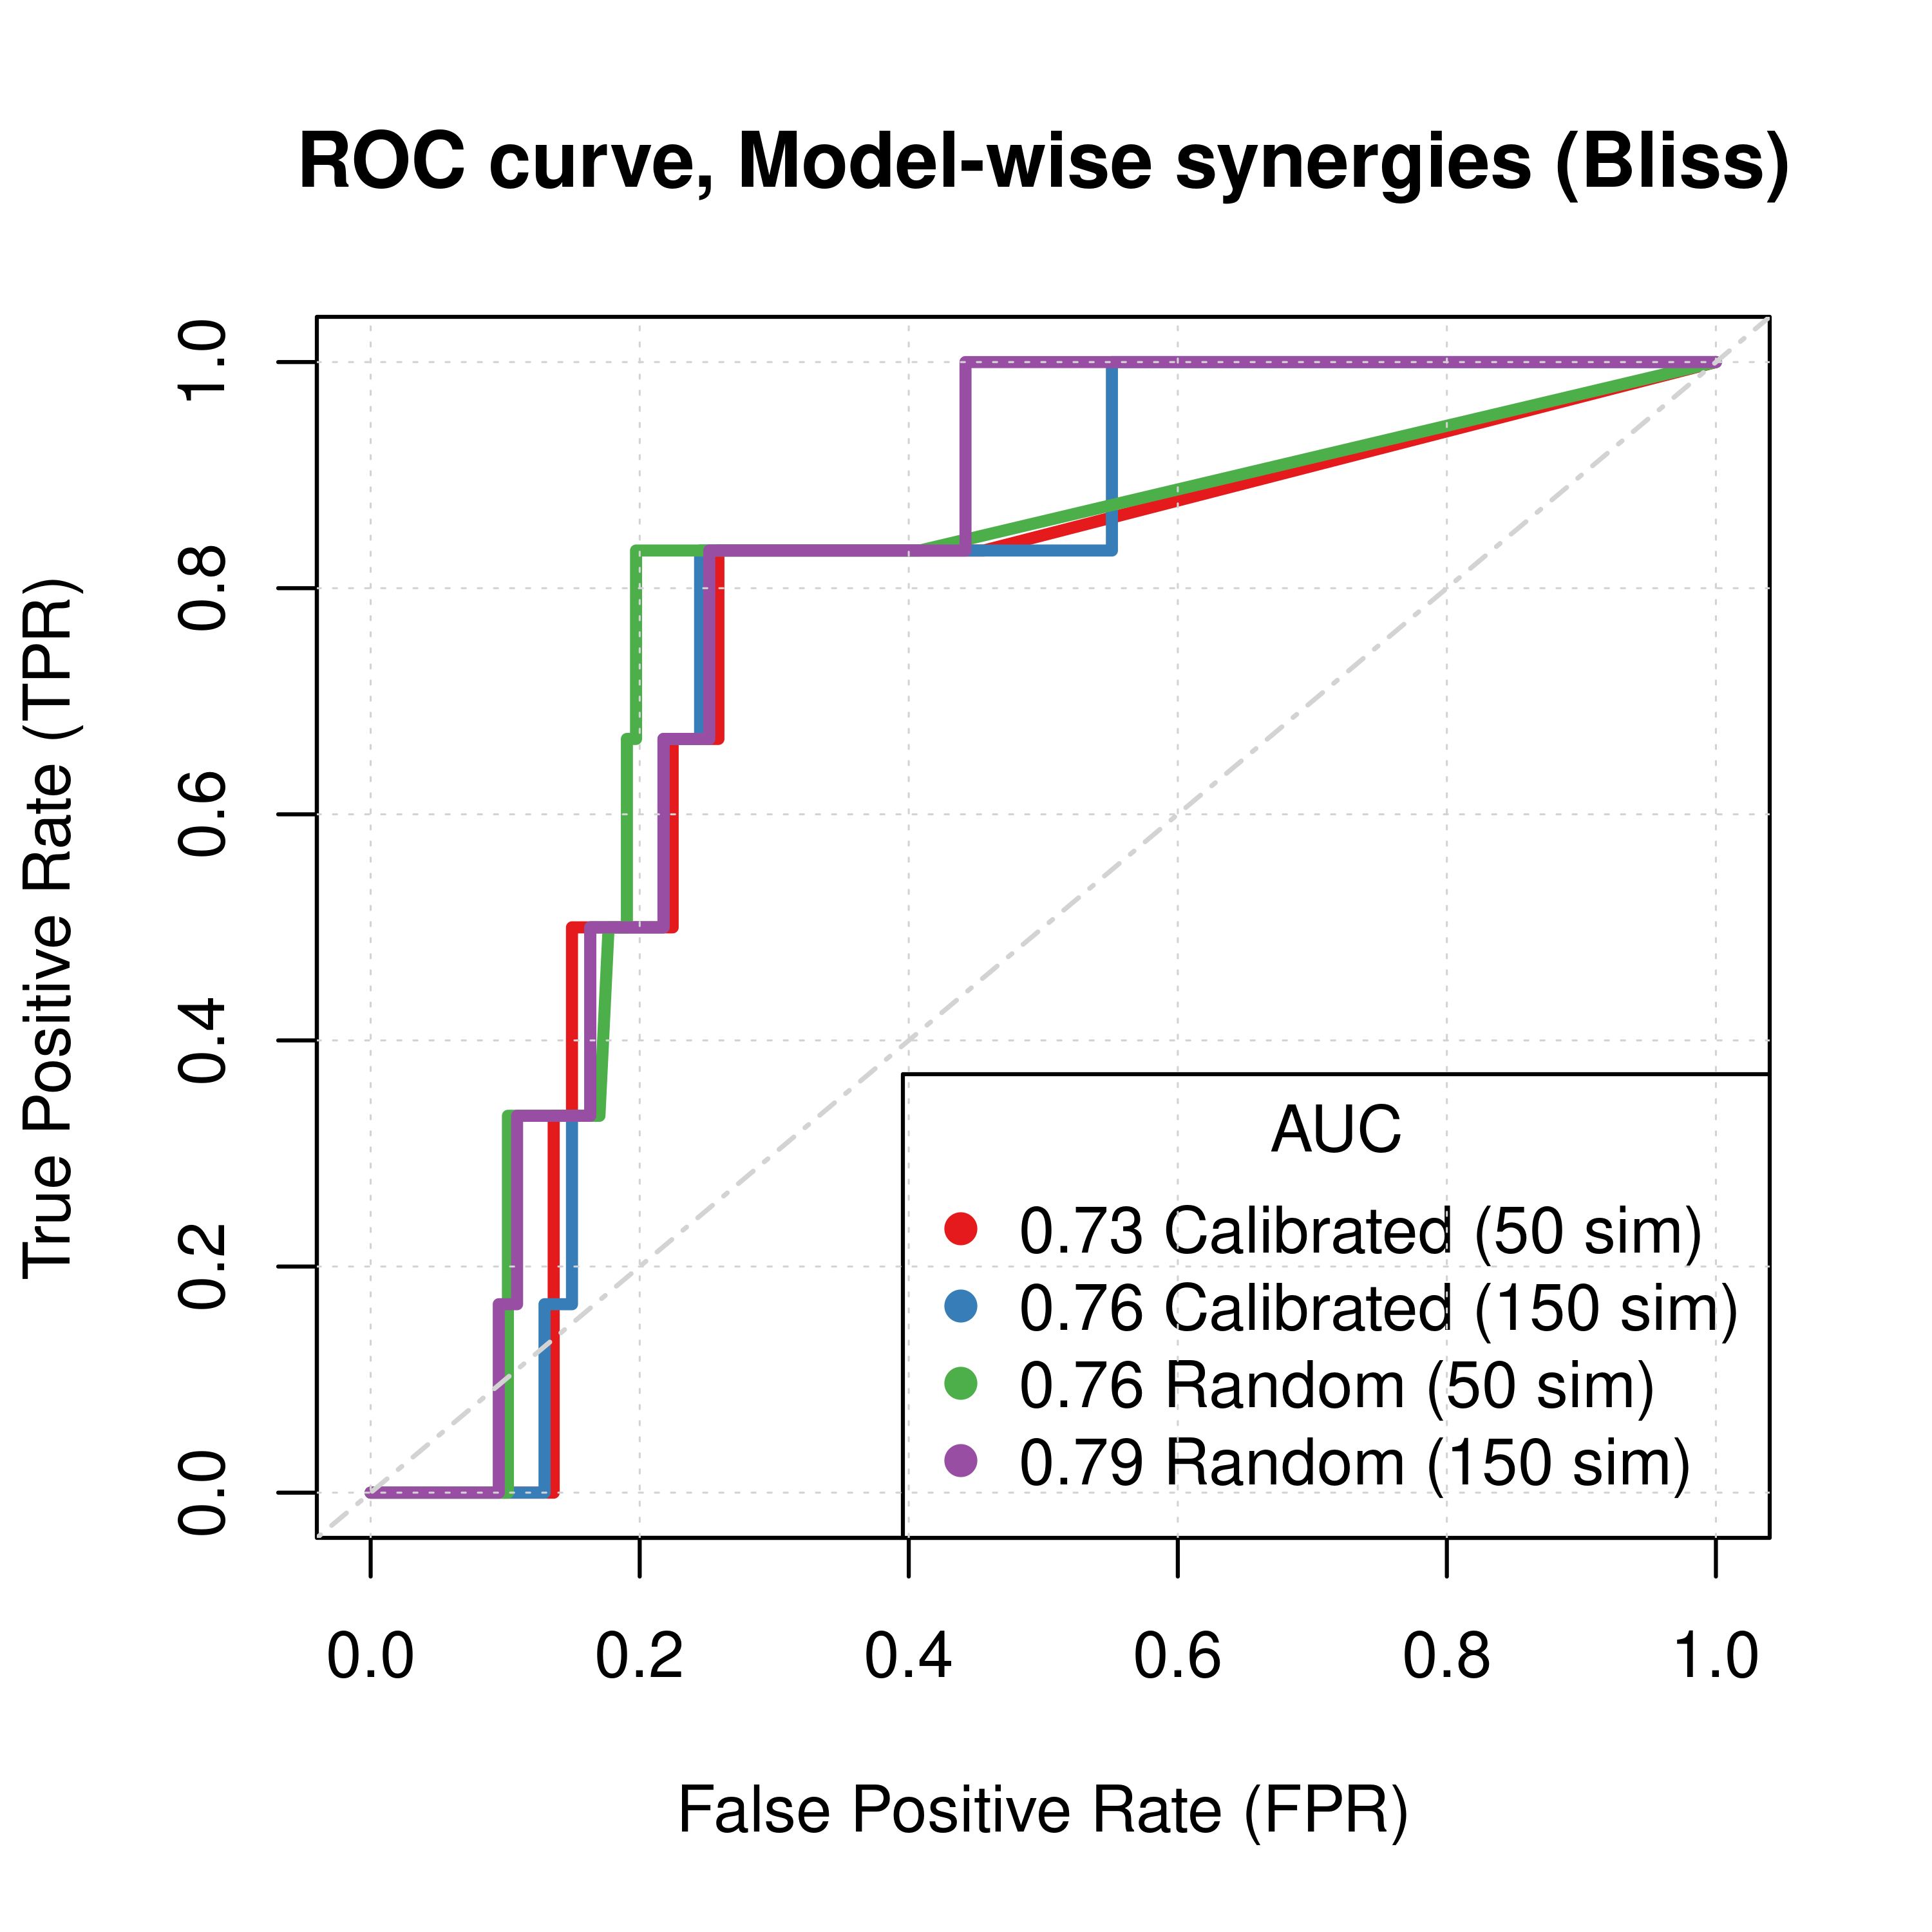 ROC curve, Model-wise synergies (Bliss)
True Positive Rate (TPR)
1.0
0.8
0.6
0.4
0.2
0.0
AUC
0.73 Calibrated (50 sim)
0.76 Calibrated (150 sim)
0.76 Random (50 sim)
0.79 Random (150 sim)
0.0 0.2 0.4 0.6 0.8 1.0
False Positive Rate (FPR)